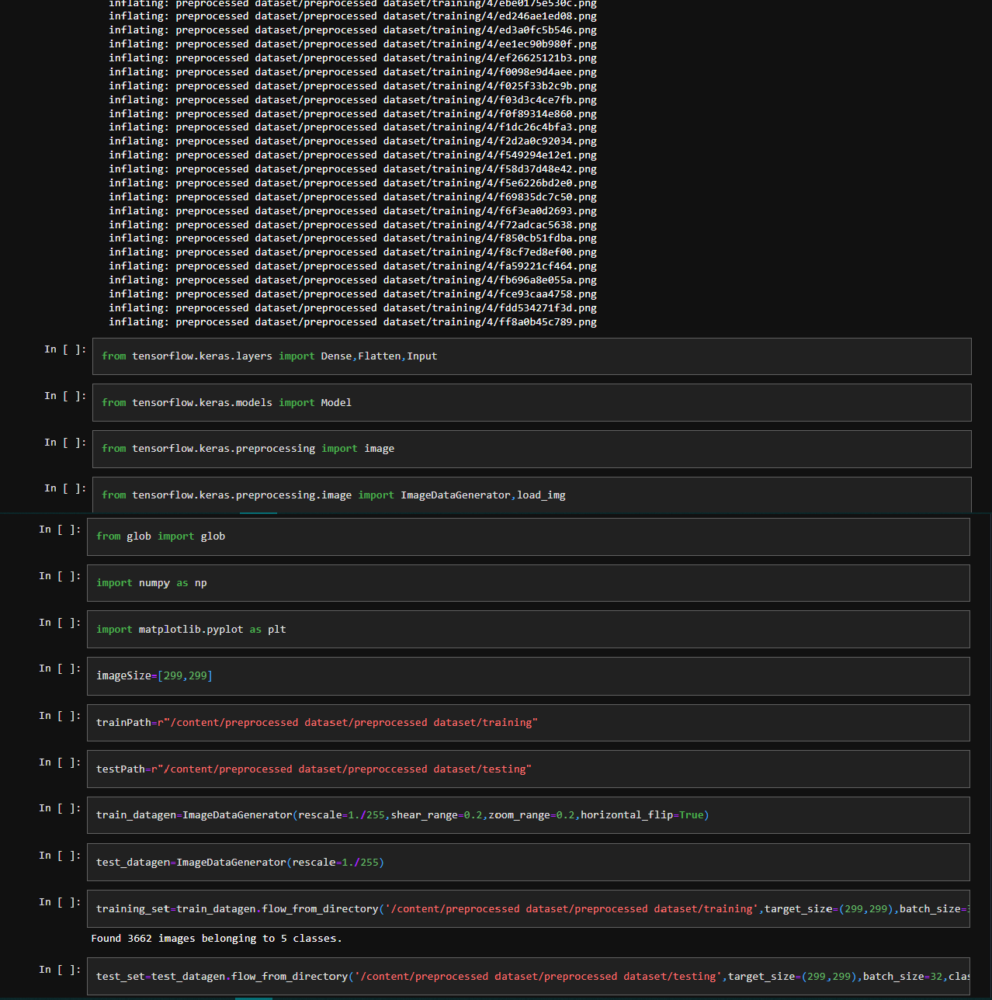 inflating: preprocessed dataset/preprocessed dataset/training/4/ebe0175e530c.png
inflating: preprocessed dataset/preprocessed dataset/training/4/ed246ae1ed08.png
inflating: preprocessed dataset/preprocessed dataset/training/4/ed3a0fc5b546.png
inflating: preprocessed dataset/preprocessed dataset/training/4/ee1ec90b980f.png
inflating: preprocessed dataset/preprocessed dataset/training/4/ef26625121b3.png
inflating: preprocessed dataset/preprocessed dataset/training/4/f0098e9d4aee.png
inflating: preprocessed dataset/preprocessed dataset/training/4/f025f33b2c9b.png
inflating: preprocessed dataset/preprocessed dataset/training/4/f03d3c4ce7fb.png
inflating: preprocessed dataset/preprocessed dataset/training/4/f0f89314e860.png
inflating: preprocessed dataset/preprocessed dataset/training/4/f1dc26c4bfa3.png
inflating: preprocessed dataset/preprocessed dataset/training/4/f2d2a0c92034.png
inflating: preprocessed dataset/preprocessed dataset/training/4/f549294e12e1.png
inflating: preprocessed dataset/preprocessed dataset/training/4/f58d37d48e42.png
inflating: preprocessed dataset/preprocessed dataset/training/4/f5e6226bd2e0.png
inflating: preprocessed dataset/preprocessed dataset/training/4/f69835dc7c50.png
inflating: preprocessed dataset/preprocessed dataset/training/4/f6f3ea0d2693.png
inflating: preprocessed dataset/preprocessed dataset/training/4/f72adcac5638.png
inflating: preprocessed dataset/preprocessed dataset/training/4/f850cb51fdba.png
inflating: preprocessed dataset/preprocessed dataset/training/4/f8cf7ed8ef00.png
inflating: preprocessed dataset/preprocessed dataset/training/4/fa59221cf464.png
inflating: preprocessed dataset/preprocessed dataset/training/4/fb696a8e055a.png
inflating: preprocessed dataset/preprocessed dataset/training/4/fce93caa4758.png
inflating: preprocessed dataset/preprocessed dataset/training/4/fdd534271f3d.png
inflating: preprocessed dataset/preprocessed dataset/training/4/ff8a0b45c789.png
In [ ]: from tensorflow.keras.layers import Dense,Flatten,Input
In [ ]: from tensorflow.keras.models import Model
In [ ]: from tensorflow.keras.preprocessing import image
In [ ]: from tensorflow.keras.preprocessing.image import ImageDataGenerator,load_img
In [ ]: from glob import glob
In [ ]: import numpy as np
In [ ]: import matplotlib.pyplot as plt
In [ ]: imageSize=[299,299]
In [ ]: trainPath=r"/content/preprocessed dataset/preprocessed dataset/training"
In [ ]: testPath=r"/content/preprocessed dataset/preproccessed dataset/testing"
In [ ]: train_datagen=ImageDataGenerator(rescale=1./255,shear_range=0.2,zoom_range=0.2,horizontal_flip=True)
In [ ]: test_datagen=ImageDataGenerator(rescale=1./255)
In [ ]: training_set=train_datagen.flow_from_directory('/content/preprocessed dataset/preprocessed dataset/training',target_size=(299,299),batch_size=
Found 3662 images belonging to 5 classes.
In [ ]: test_set=test_datagen.flow_from_directory('/content/preprocessed dataset/preprocessed dataset/testing',target_size=(299,299),batch_size=32,clas